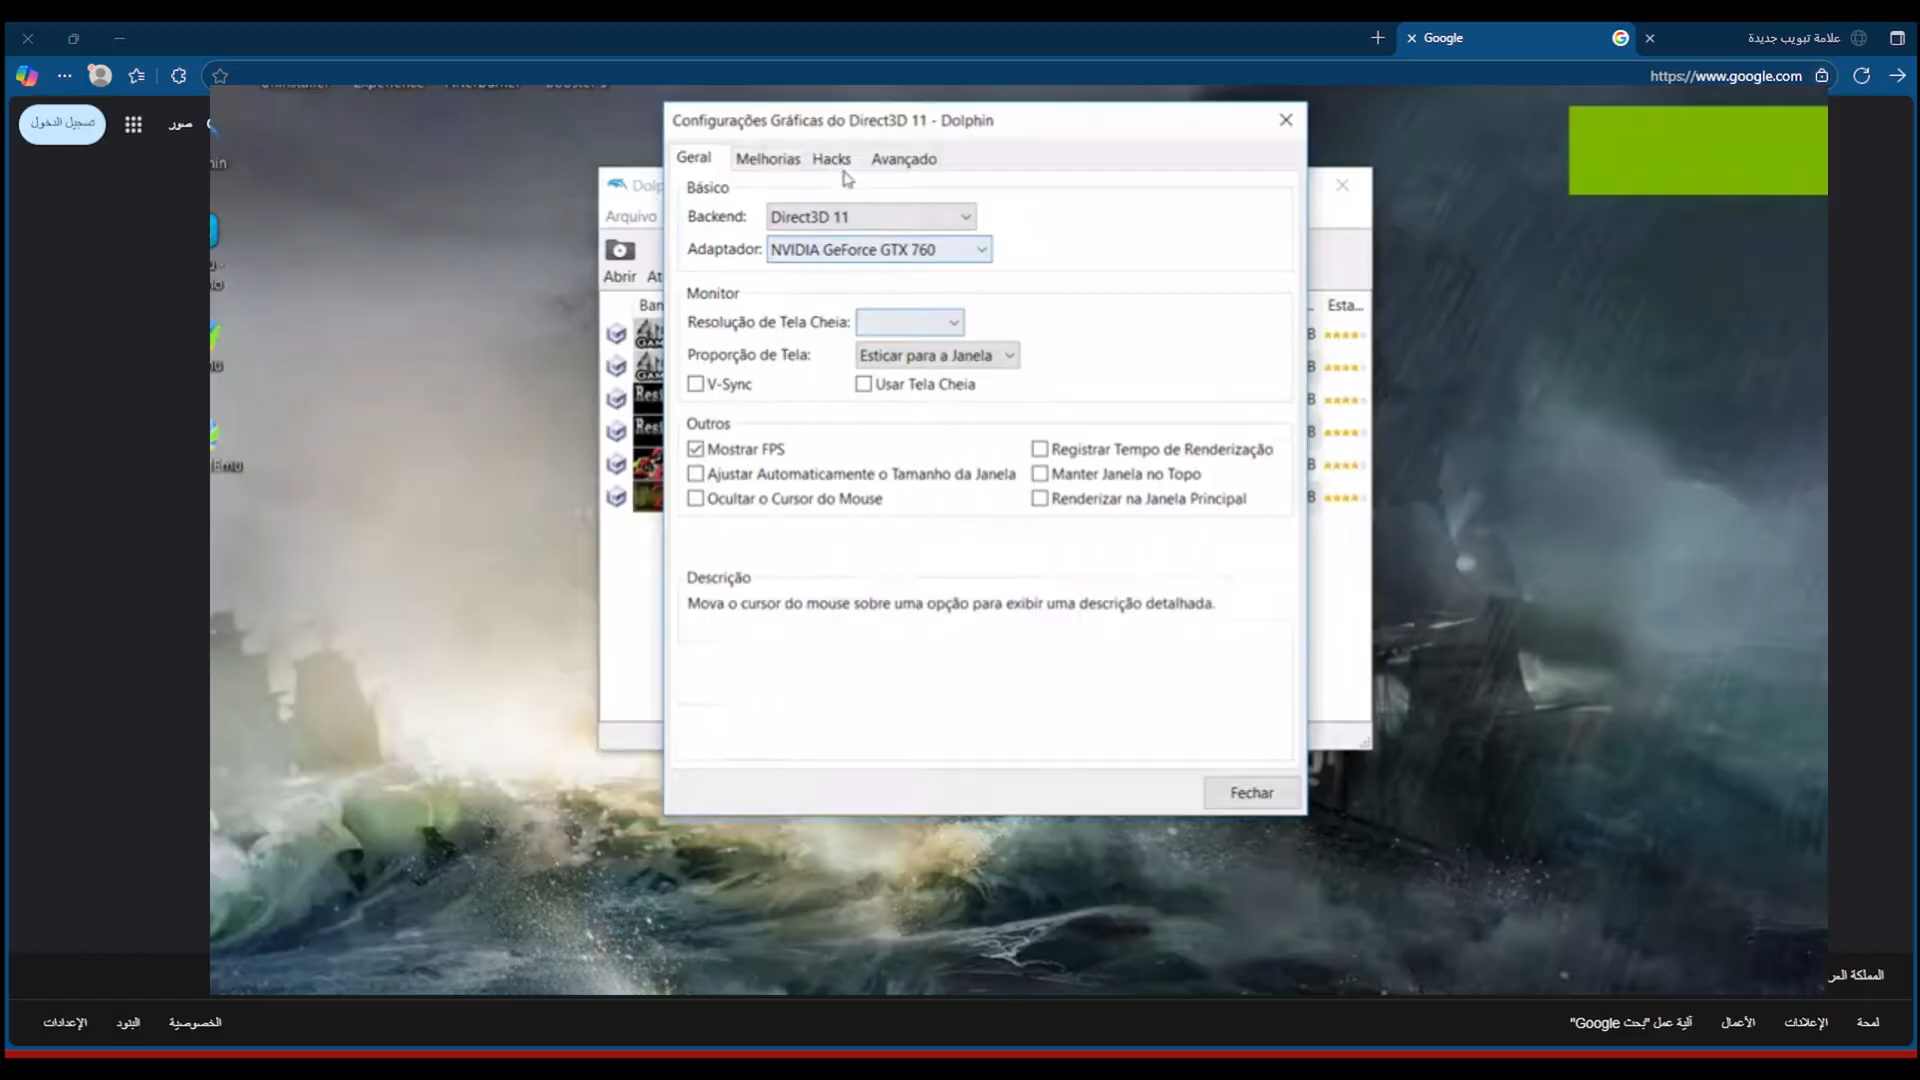 Google
علامة تبويب جديدة
https://www.google.com
تسجيل الدخول
صور
Configurações Gráficas do Direct3D 11 - Dolphin
Geral
Melhorias
Hacks
Avançado
Básico
Backend:
Direct3D 11
Adaptador:
NVIDIA GeForce GTX 760
Monitor
Resolução de Tela Cheia:
Proporção de Tela:
Esticar para a Janela
V-Sync
Usar Tela Cheia
Outros
Mostrar FPS
Registrar Tempo de Renderização
Ajustar Automaticamente o Tamanho da Janela
Manter Janela no Topo
Ocultar o Cursor do Mouse
Renderizar na Janela Principal
Descrição
Mova o cursor do mouse sobre uma opção para exibir uma descrição detalhada.
Fechar
Dolp
Arquivo
Abrir
At
Ban
Esta...
B
B
B
B
B
B
Emu
لمحة
الإعلانات
الأعمال
آلية عمل "بحث Google"
الخصوصية
البنود
الإعدادات